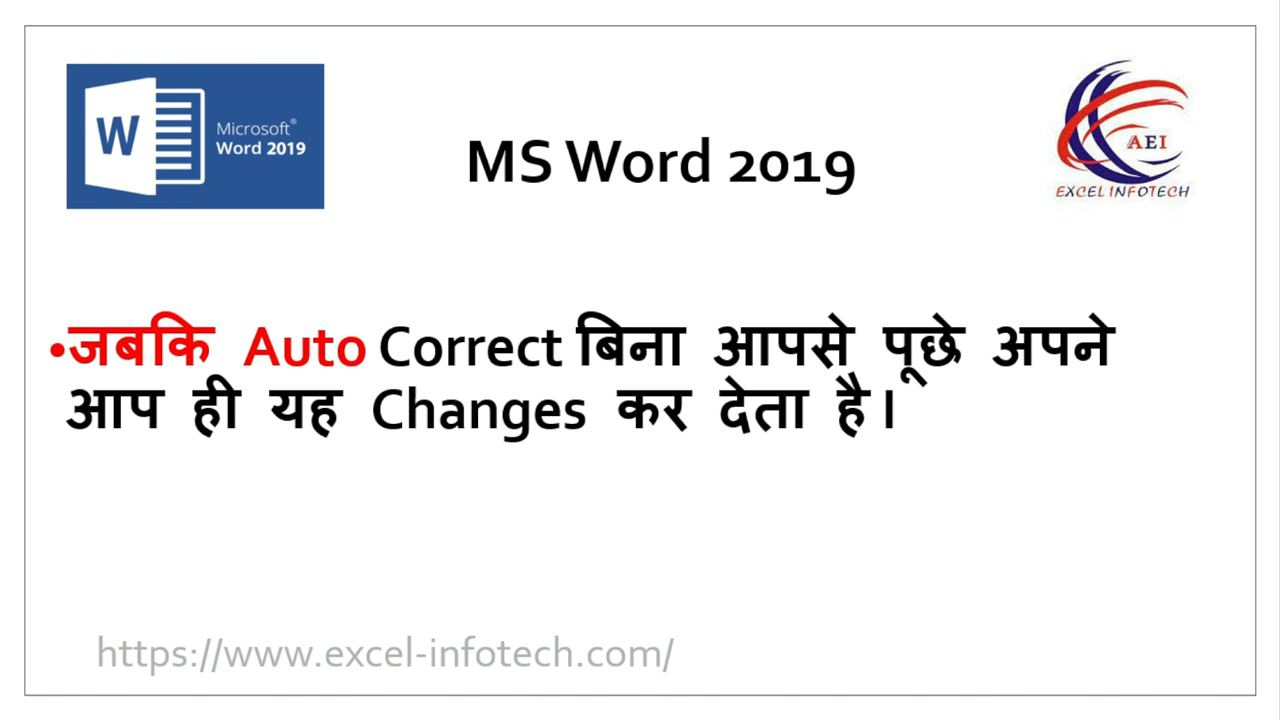 W
Microsoft®
Word 2019
MS Word 2019
AEI
EXCEL INFOTECH
•जबकि Auto Correct बिना आपसे पूछे अपने
आप ही यह Changes कर देता है।
https://www.excel-infotech.com/